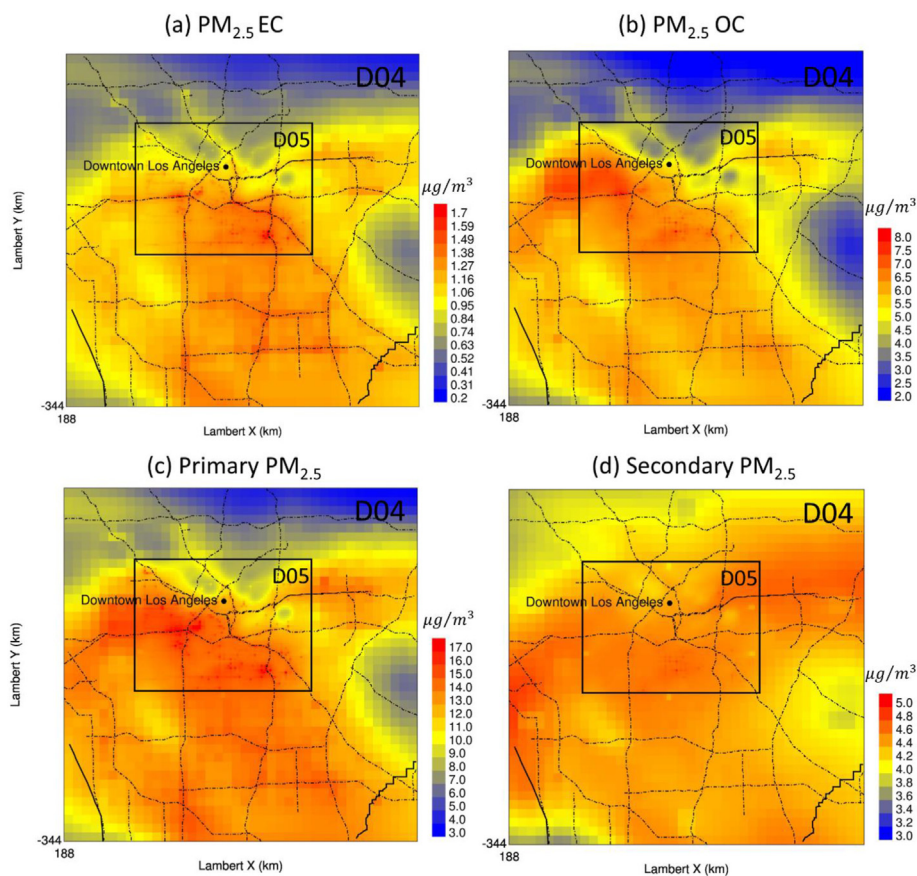 (a) PM2.5 EC
(b) PM2.5 OC
D04
D04
D05
D05
Downtown Los Angeles
Downtown Los Angeles
μg/m³
1.7
1.59
1.48
1.38
1.27
1.16
1.06
0.95
0.84
0.74
0.63
0.52
0.41
0.31
0.2
μg/m³
8.0
7.5
7.0
6.5
6.0
5.5
5.0
4.5
4.0
3.5
3.0
2.5
2.0
Lambert Y (km)
-344
188
Lambert X (km)
-344
188
Lambert X (km)
(c) Primary PM2.5
(d) Secondary PM2.5
D04
D04
D05
D05
Downtown Los Angeles
Downtown Los Angeles
μg/m³
17.0
16.0
15.0
14.0
13.0
12.0
11.0
10.0
9.0
8.0
7.0
6.0
5.0
4.0
3.0
μg/m³
5.0
4.8
4.6
4.4
4.2
4.0
3.8
3.6
3.4
3.2
3.0
Lambert Y (km)
-344
188
Lambert X (km)
-344
188
Lambert X (km)